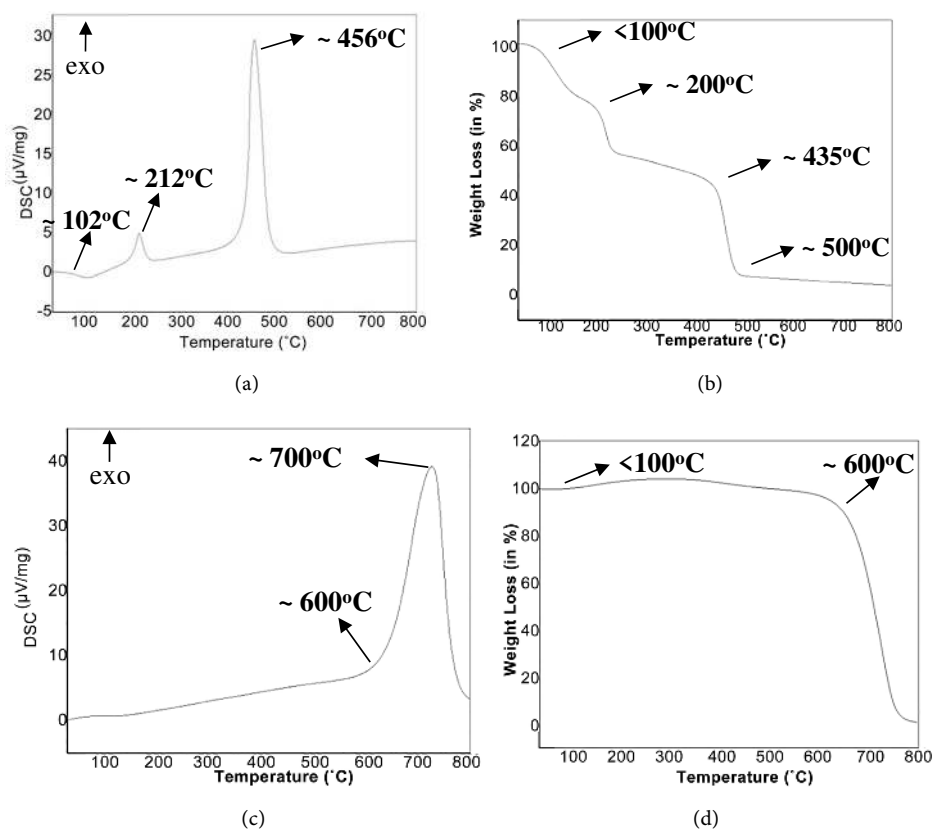 30
25
20
15
10
5
0
-5
DSC (µV/mg)
exo
~ 456°C
~ 212°C
~ 102°C
100 200 300 400 500 600 700 800
Temperature (°C)
(a)
100
80
60
40
20
0
Weight Loss (in %)
<100°C
~ 200°C
~ 435°C
~ 500°C
100 200 300 400 500 600 700 800
Temperature (°C)
(b)
40
30
20
10
0
DSC (µV/mg)
exo
~ 700°C
~ 600°C
100 200 300 400 500 600 700 800
Temperature (°C)
(c)
120
100
80
60
40
20
0
Weight Loss (in %)
<100°C
~ 600°C
100 200 300 400 500 600 700 800
Temperature (°C)
(d)